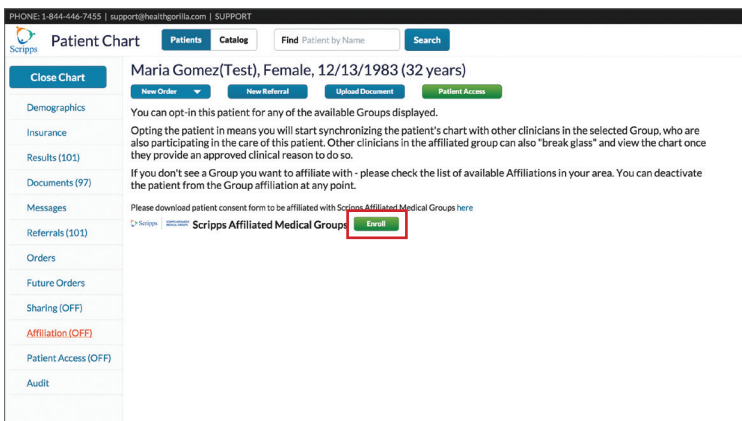 PHONE: 1-844-446-7455 | support@healthgorilla.com | SUPPORT
Scripps
Patient Chart
Patients
Catalog
Find Patient by Name
Search
Close Chart
Demographics
Insurance
Results (101)
Documents (97)
Messages
Referrals (101)
Orders
Future Orders
Sharing (OFF)
Affiliation (OFF)
Patient Access (OFF)
Audit
Maria Gomez(Test), Female, 12/13/1983 (32 years)
New Order
New Referral
Upload Document
Patient Access
You can opt-in this patient for any of the available Groups displayed.
Opting the patient in means you will start synchronizing the patient's chart with other clinicians in the selected Group, who are
also participating in the care of this patient. Other clinicians in the affiliated group can also "break glass" and view the chart once
they provide an approved clinical reason to do so.
If you don't see a Group you want to affiliate with - please check the list of available Affiliations in your area. You can deactivate
the patient from the Group affiliation at any point.
Please download patient consent form to be affiliated with Scripps Affiliated Medical Groups here
Scripps
Scripps Affiliated Medical Groups
Enroll